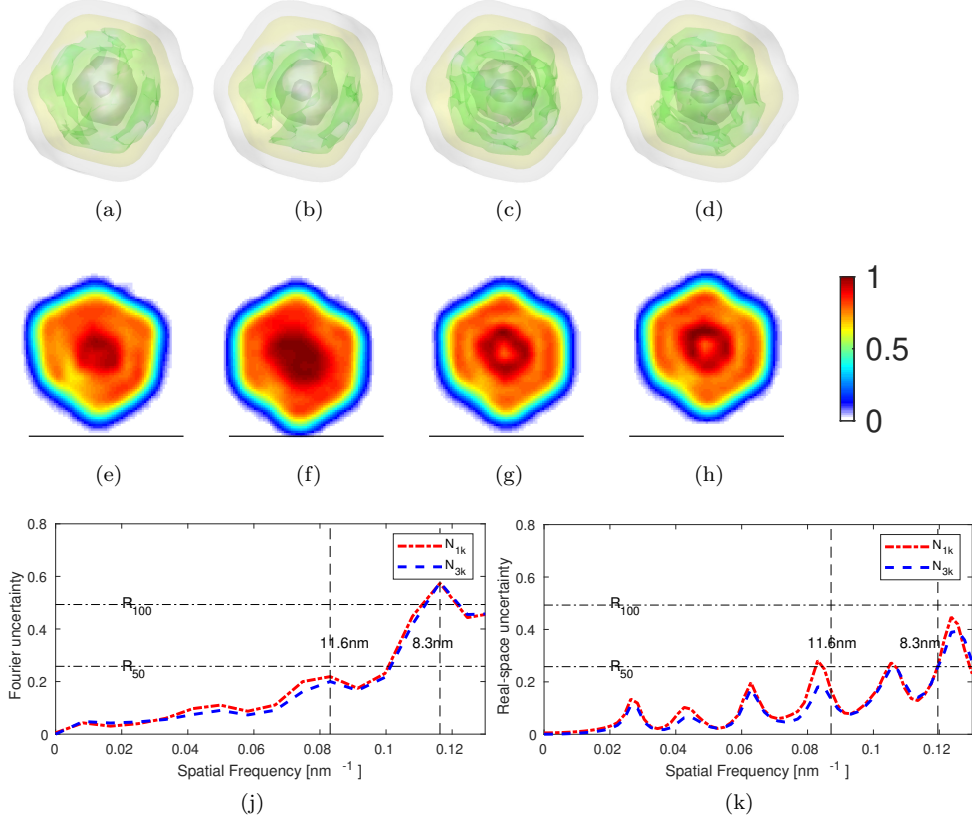 (a) (b) (c) (d)
1
0.5
0
(e) (f) (g) (h)
0.8
0.6
0.4
0.2
0
Fourier uncertainty
N1k
N3k
R100
11.6nm 8.3nm
R50
0 0.02 0.04 0.06 0.08 0.1 0.12
Spatial Frequency [nm -1 ]
(j)
0.8
0.6
0.4
0.2
0
Real-space uncertainty
N1k
N3k
R100
11.6nm 8.3nm
R50
0 0.02 0.04 0.06 0.08 0.1 0.12
Spatial Frequency [nm -1 ]
(k)